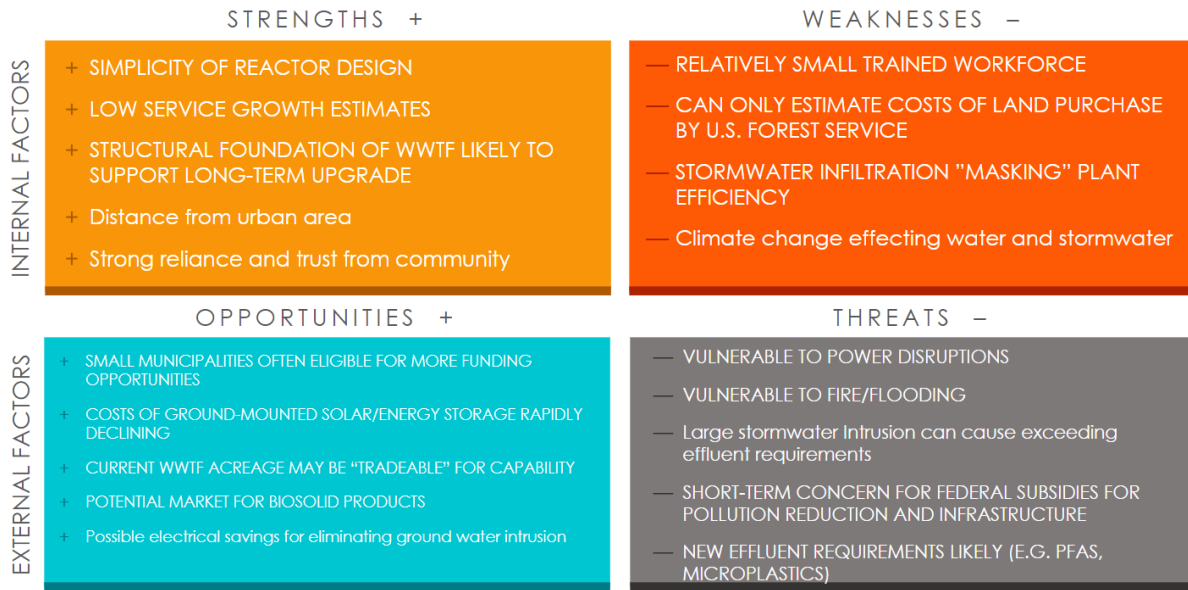 STRENGTHS +
INTERNAL FACTORS
+ SIMPLICITY OF REACTOR DESIGN
+ LOW SERVICE GROWTH ESTIMATES
+ STRUCTURAL FOUNDATION OF WWTF LIKELY TO
SUPPORT LONG-TERM UPGRADE
+ Distance from urban area
+ Strong reliance and trust from community
WEAKNESSES –
— RELATIVELY SMALL TRAINED WORKFORCE
— CAN ONLY ESTIMATE COSTS OF LAND PURCHASE
BY U.S. FOREST SERVICE
— STORMWATER INFILTRATION ”MASKING” PLANT
EFFICIENCY
— Climate change effecting water and stormwater
OPPORTUNITIES +
EXTERNAL FACTORS
+ SMALL MUNICIPALITIES OFTEN ELIGIBLE FOR MORE FUNDING
OPPORTUNITIES
+ COSTS OF GROUND-MOUNTED SOLAR/ENERGY STORAGE RAPIDLY
DECLINING
+ CURRENT WWTF ACREAGE MAY BE “TRADEABLE” FOR CAPABILITY
+ POTENTIAL MARKET FOR BIOSOLID PRODUCTS
+ Possible electrical savings for eliminating ground water intrusion
THREATS –
— VULNERABLE TO POWER DISRUPTIONS
— VULNERABLE TO FIRE/FLOODING
— Large stormwater Intrusion can cause exceeding
effluent requirements
— SHORT-TERM CONCERN FOR FEDERAL SUBSIDIES FOR
POLLUTION REDUCTION AND INFRASTRUCTURE
— NEW EFFLUENT REQUIREMENTS LIKELY (E.G. PFAS,
MICROPLASTICS)